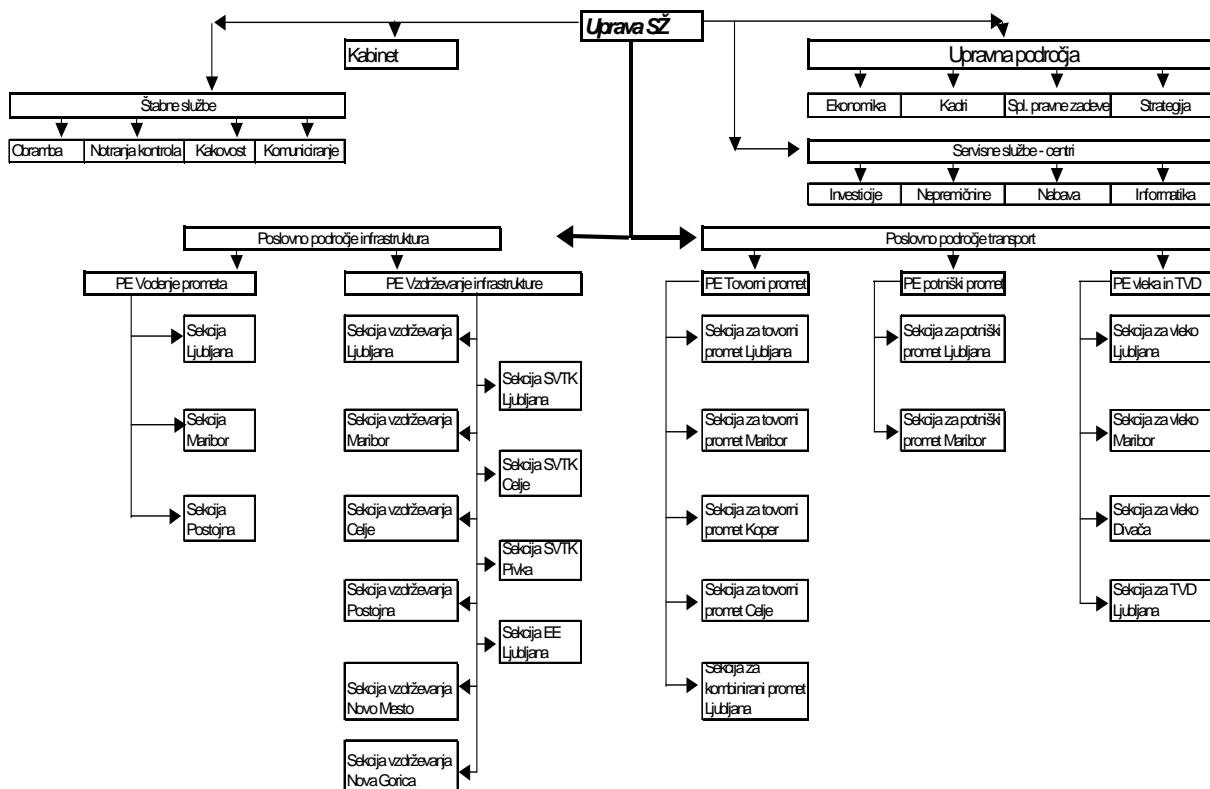 Uprava SŽ
Kabinet
Upravna področja
Štabne službe
Ekonomika
Kadri
Spl. pravne zadeve
Strategija
Obramba
Notranja kontrola
Kakovost
Komuniciranje
Servisne službe - centri
Investicije
Nepremičnine
Nabava
Informatika
Poslovno področje infrastruktura
Poslovno področje transport
PE Vodenje prometa
PE Vzdrževanje infrastrukture
PE Tovorni promet
PE potniški promet
PE vleka in TVD
Sekcija
Ljubljana
Sekcija
Maribor
Sekcija
Postojna
Sekcija vzdrževanja
Ljubljana
Sekcija SVTK
Ljubljana
Sekcija vzdrževanja
Maribor
Sekcija SVTK
Celje
Sekcija vzdrževanja
Celje
Sekcija SVTK
Pivka
Sekcija vzdrževanja
Postojna
Sekcija EE
Ljubljana
Sekcija vzdrževanja
Novo Mesto
Sekcija vzdrževanja
Nova Gorica
Sekcija za tovorni
promet Ljubljana
Sekcija za tovorni
promet Maribor
Sekcija za tovorni
promet Koper
Sekcija za tovorni
promet Celje
Sekcija za
kombinirani promet
Ljubljana
Sekcija za potniški
promet Ljubljana
Sekcija za potniški
promet Maribor
Sekcija za vleko
Ljubljana
Sekcija za vleko
Maribor
Sekcija za vleko
Divača
Sekcija za TVD
Ljubljana